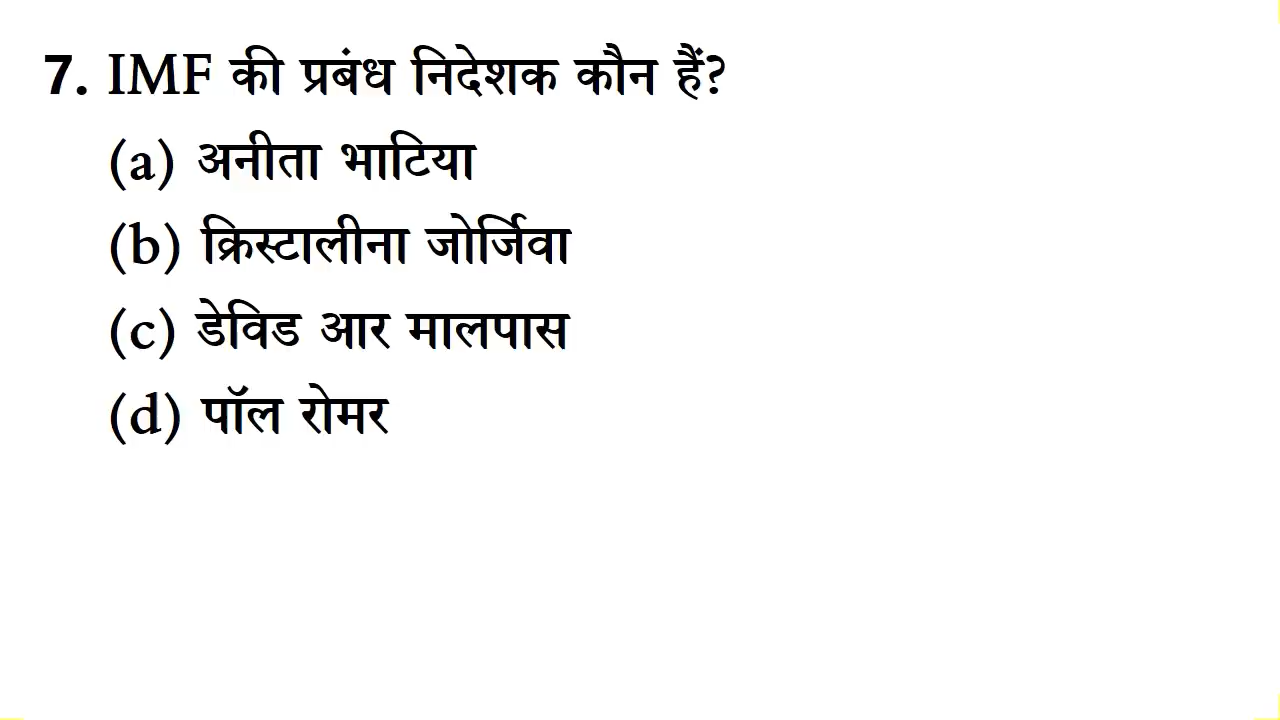 7. IMF की प्रबंध निदेशक कौन हैं?
(a) अनीता भाटिया
(b) क्रिस्टालीना जोर्जिवा
(c) डेविड आर मालपास
(d) पॉल रोमर